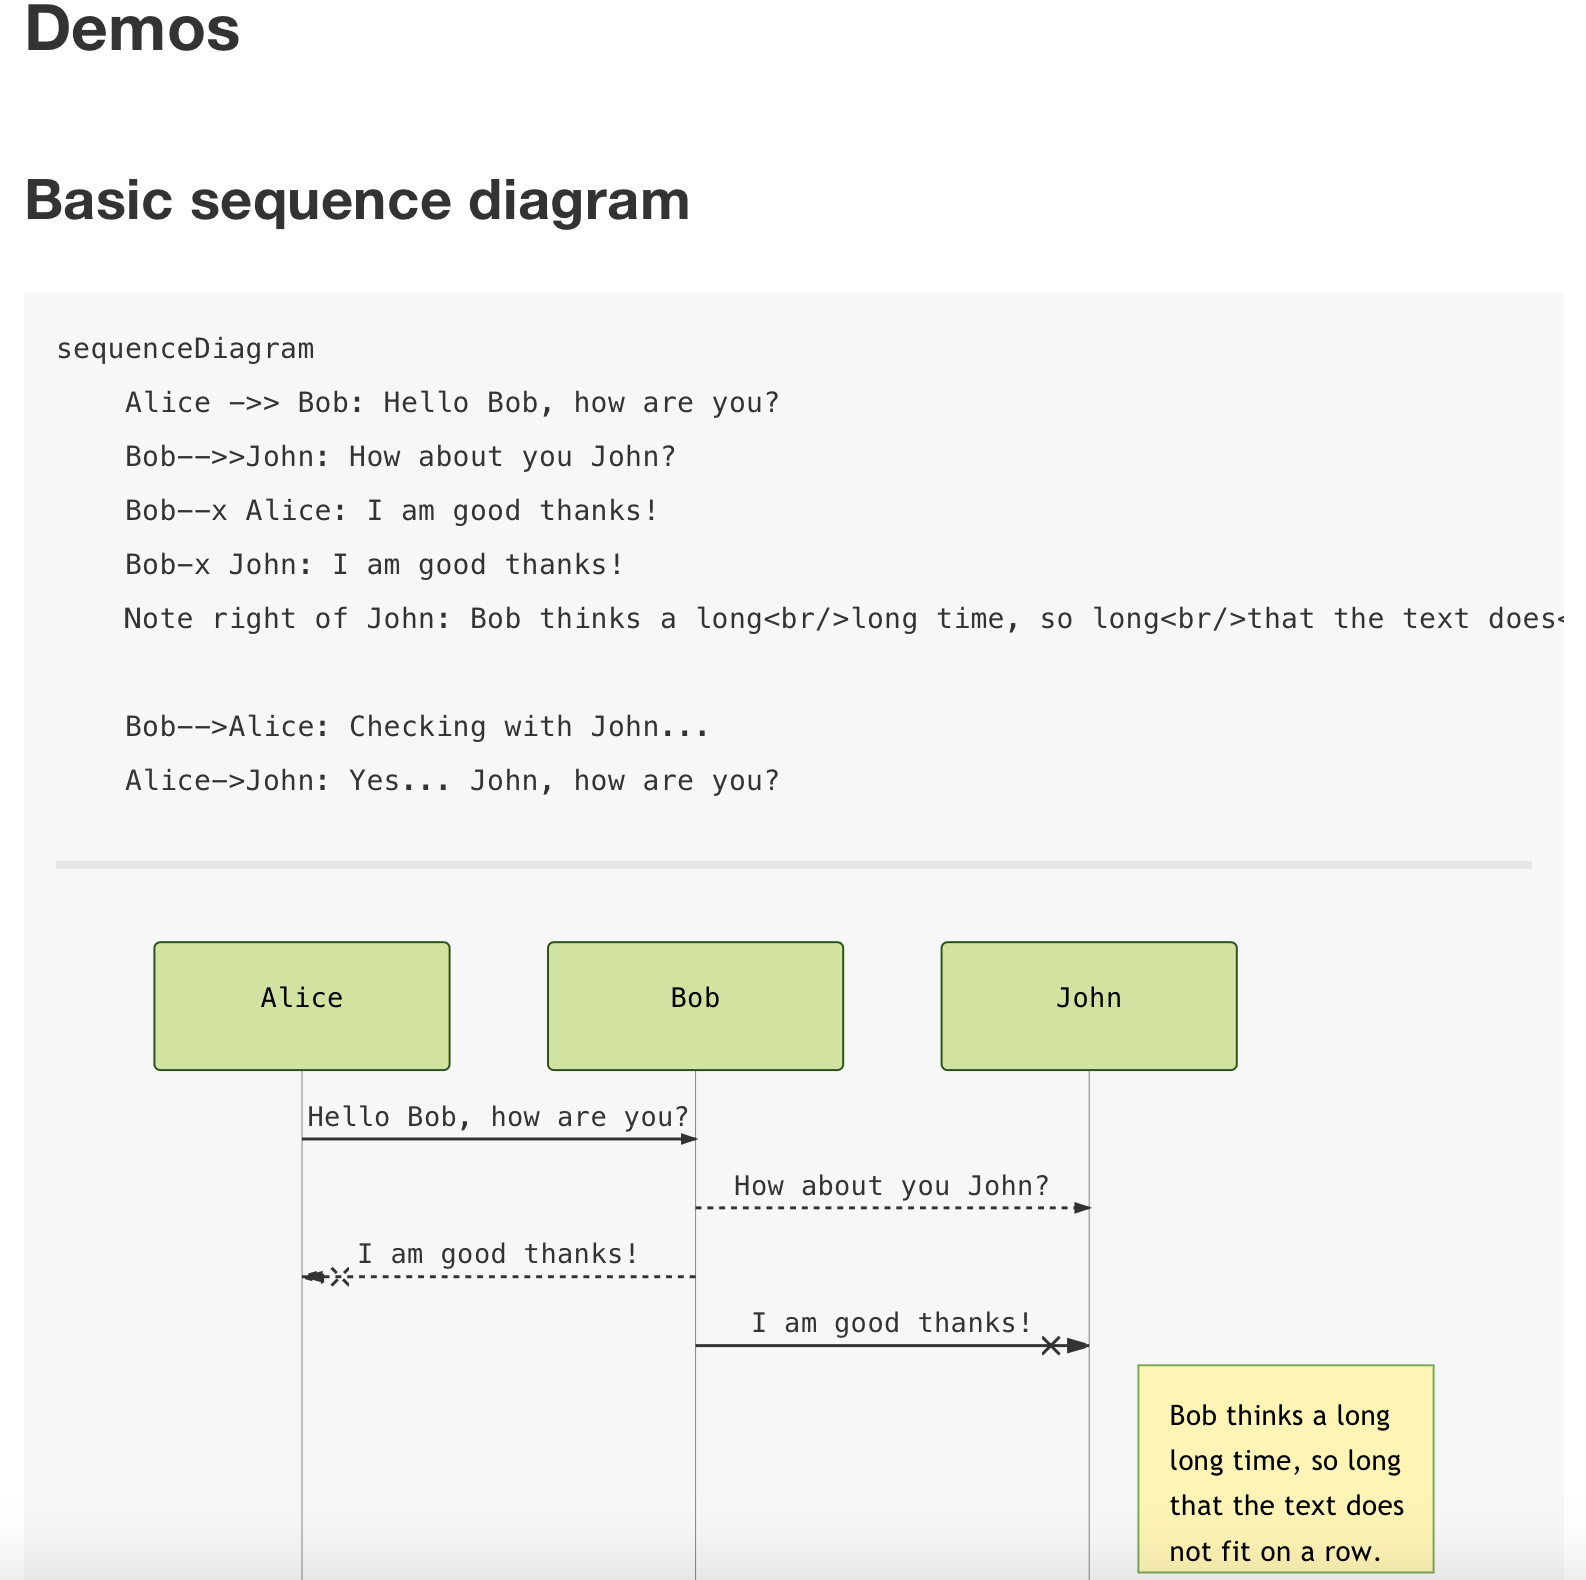 Demos
Basic sequence diagram
sequenceDiagram
Alice ->> Bob: Hello Bob, how are you?
Bob-->>John: How about you John?
Bob--x Alice: I am good thanks!
Bob-x John: I am good thanks!
Note right of John: Bob thinks a long<br/>long time, so long<br/>that the text does<
Bob-->Alice: Checking with John...
Alice->John: Yes... John, how are you?
Alice
Bob
John
Hello Bob, how are you?
How about you John?
I am good thanks!
I am good thanks!
Bob thinks a long
long time, so long
that the text does
not fit on a row.